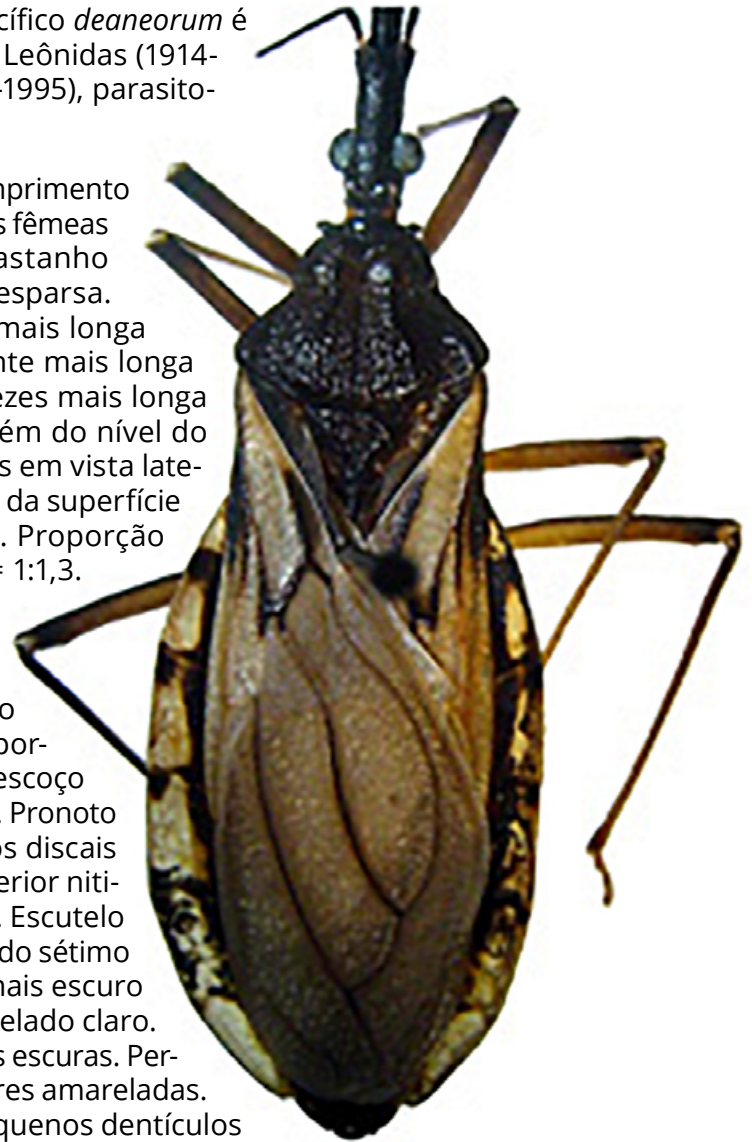 cífico deaneorum é
Leônidas (1914-
-1995), parasito-
mprimento
s fêmeas
astanho
esparsa.
mais longa
nte mais longa
ezes mais longa
ém do nível do
s em vista late-
da superfície
. Proporção
= 1:1,3.
o
por-
escoço
. Pronoto
os discais
erior niti-
. Escutelo
do sétimo
nais escuro
elado claro.
s escuras. Per-
res amareladas.
quenos dentículos